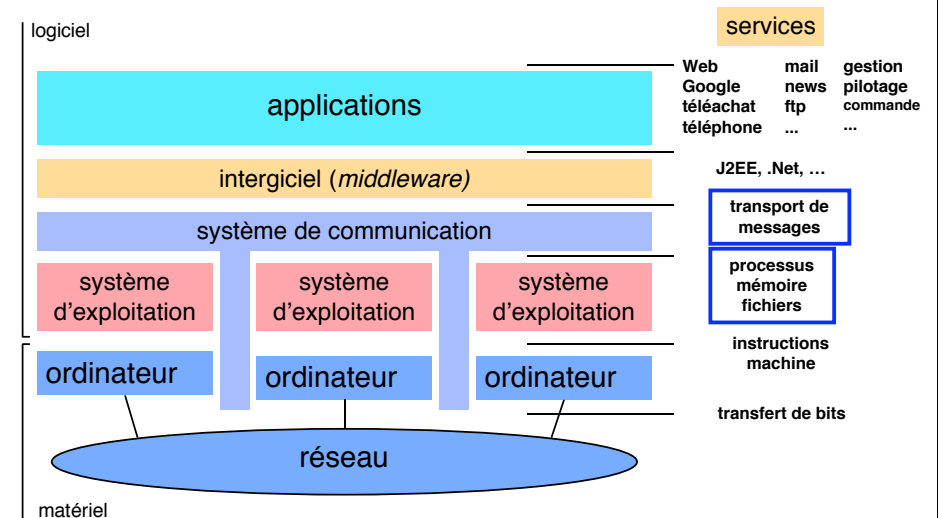 logiciel
services
applications
Web mail gestion
Google news pilotage
téléachat ftp commande
téléphone ... ...
intergiciel (middleware)
J2EE, .Net, ...
système de communication
transport de
messages
système
d'exploitation
système
d'exploitation
système
d'exploitation
processus
mémoire
fichiers
ordinateur
ordinateur
ordinateur
instructions
machine
transfert de bits
réseau
matériel